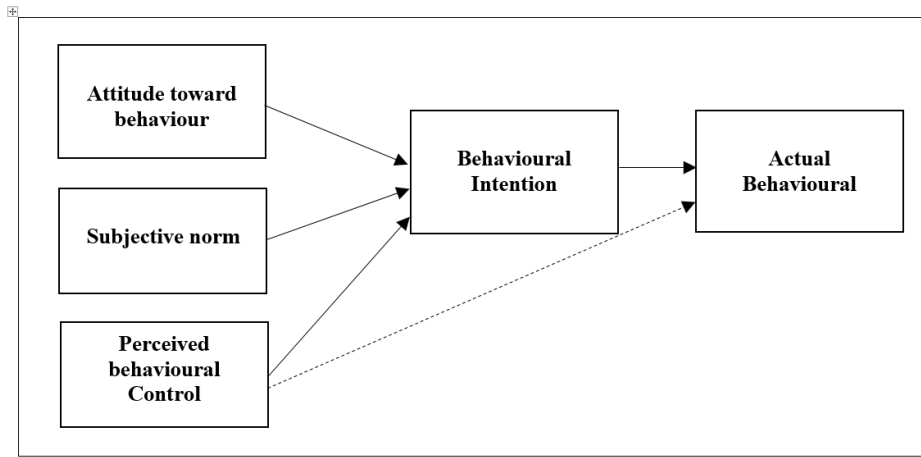 Attitude toward
behaviour
Subjective norm
Perceived
behavioural
Control
Behavioural
Intention
Actual
Behavioural